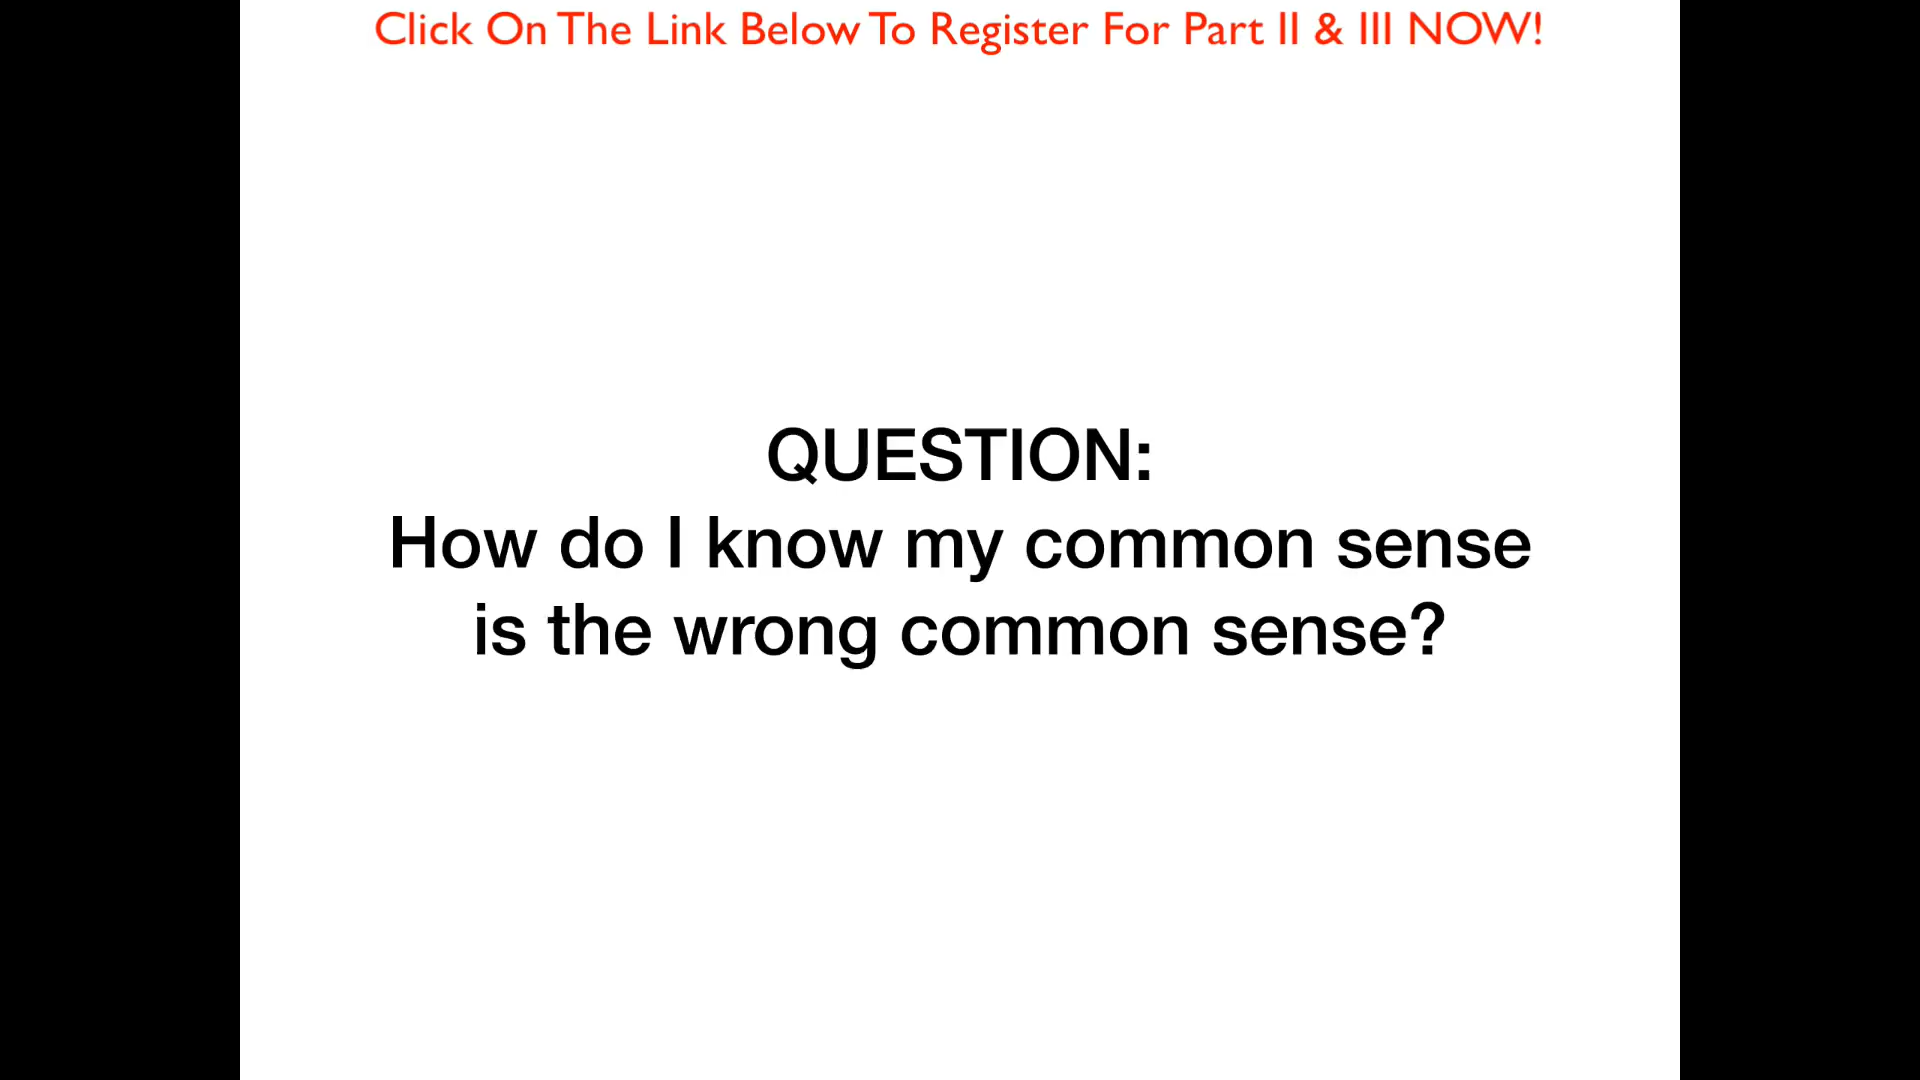 Click On The Link Below To Register For Part II & III NOW!
QUESTION:
How do I know my common sense
is the wrong common sense?